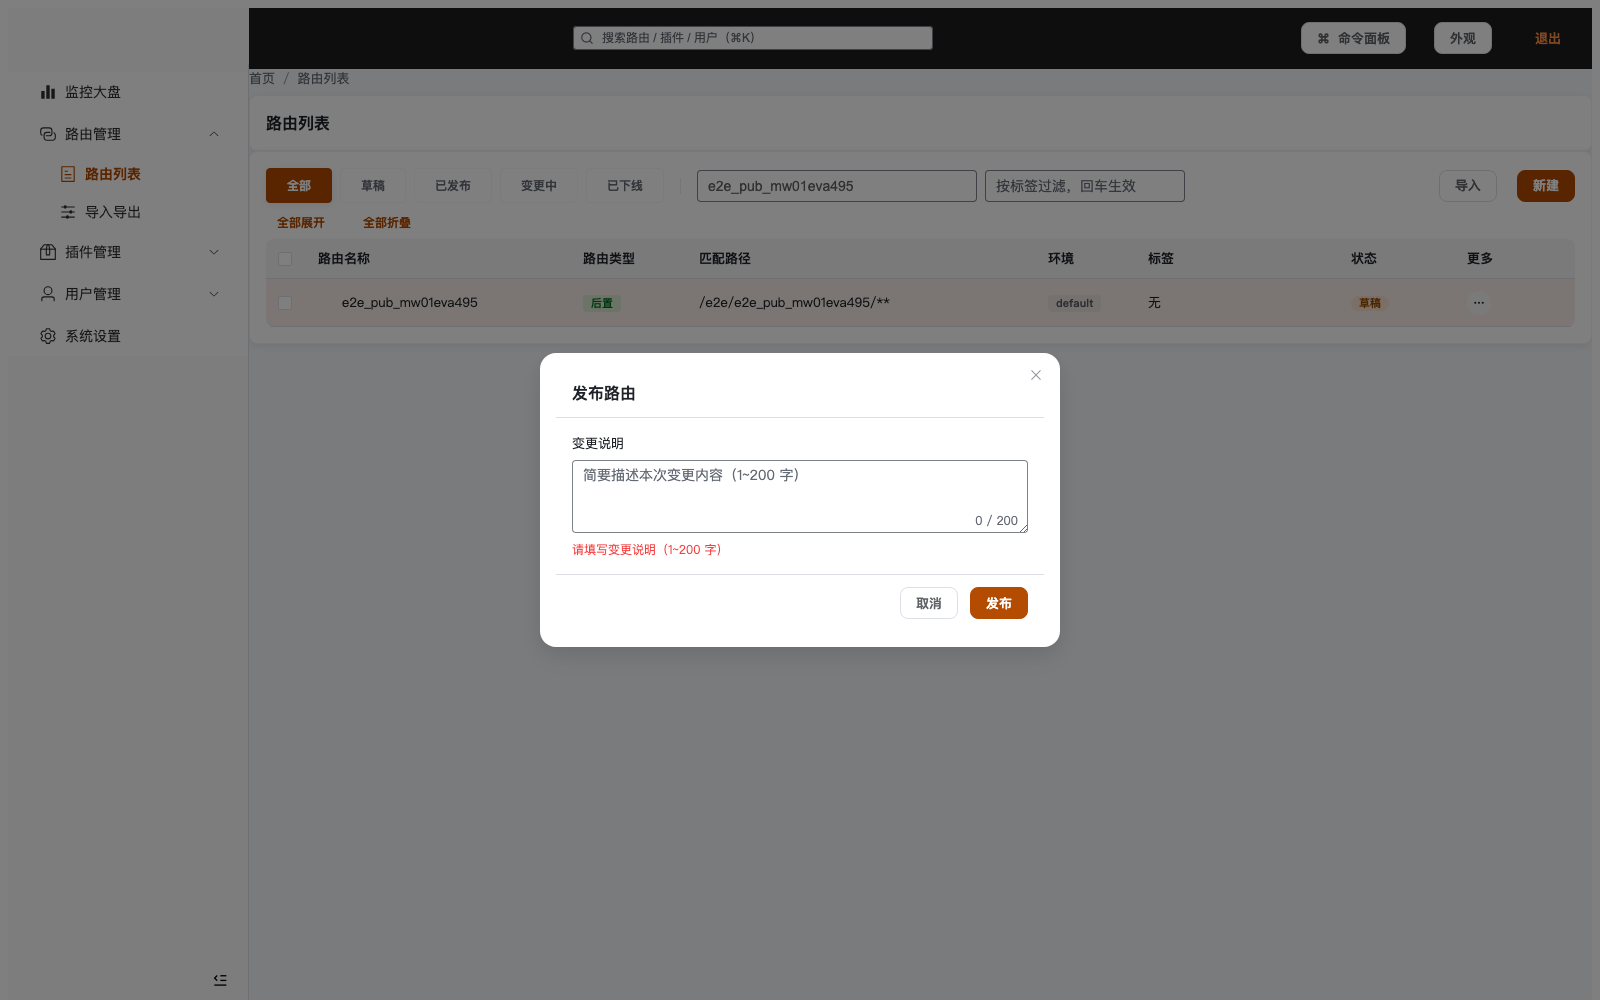 搜索路由 / 插件 / 用户（⌘K）
⌘ 命令面板
外观
退出
监控大盘
路由管理
路由列表
导入导出
插件管理
用户管理
系统设置
首页 / 路由列表
路由列表
全部
草稿
已发布
变更中
已下线
e2e_pub_mw01eva495
按标签过滤，回车生效
导入
新建
全部展开
全部折叠
路由名称 路由类型 匹配路径 环境 标签 状态 更多
e2e_pub_mw01eva495 后置 /e2e/e2e_pub_mw01eva495/** default 无 草稿 ···
发布路由
变更说明
简要描述本次变更内容（1~200 字）
0 / 200
请填写变更说明（1~200 字）
取消
发布